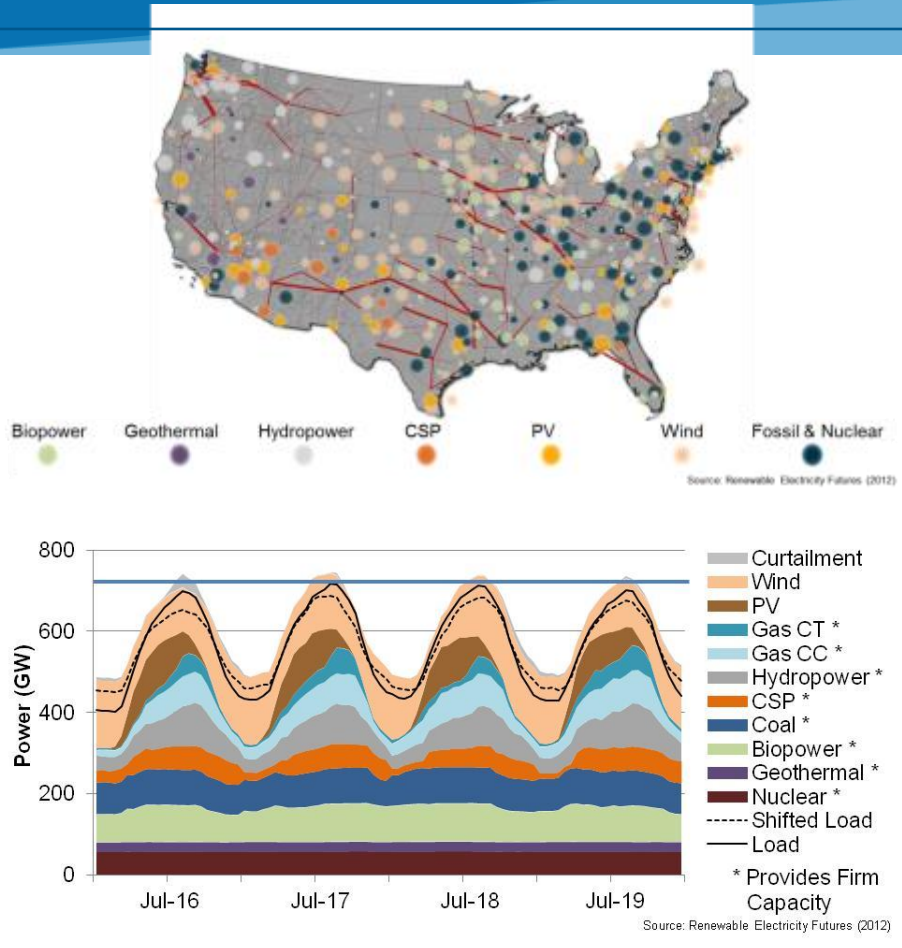 Biopower Geothermal Hydropower CSP PV Wind Fossil & Nuclear
Source: Renewable Electricity Futures (2012)
Power (GW)
800
600
400
200
0
Jul-16 Jul-17 Jul-18 Jul-19
Curtailment
Wind
PV
Gas CT *
Gas CC *
Hydropower *
CSP *
Coal *
Biopower *
Geothermal *
Nuclear *
Shifted Load
Load
* Provides Firm
Capacity
Source: Renewable Electricity Futures (2012)